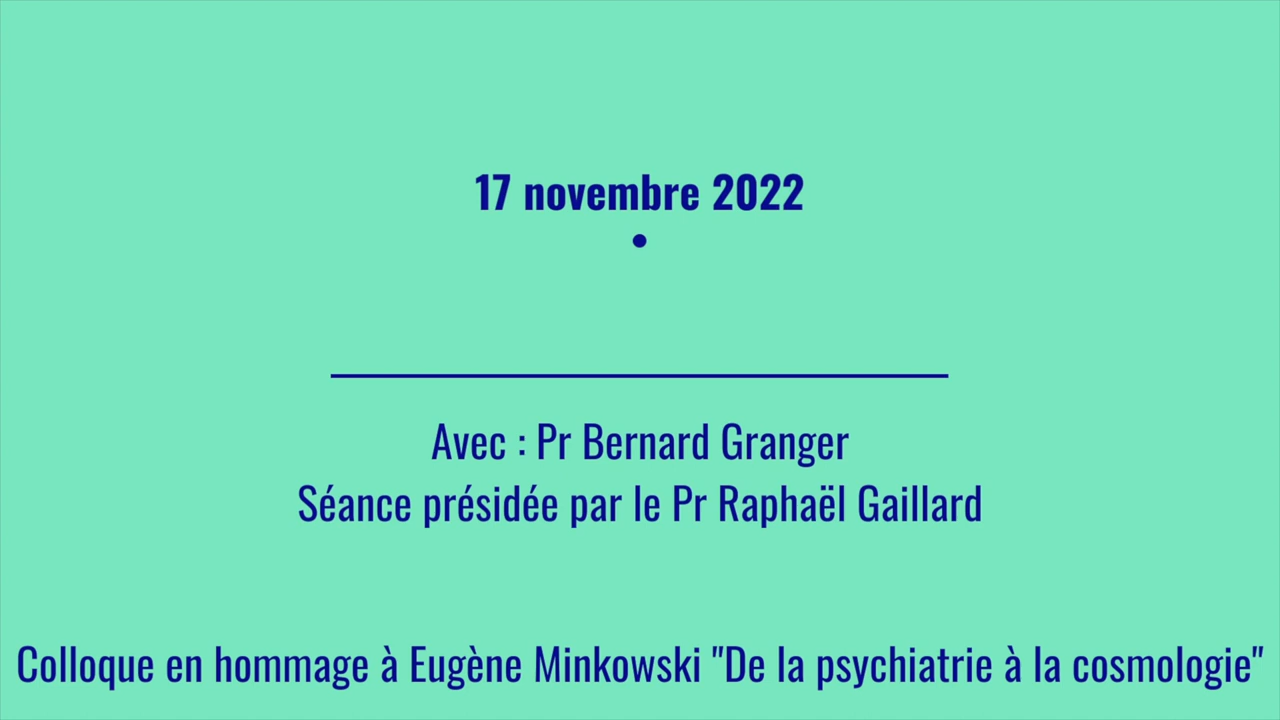 17 novembre 2022
•
Avec : Pr Bernard Granger
Séance présidée par le Pr Raphaël Gaillard
Colloque en hommage à Eugène Minkowski "De la psychiatrie à la cosmologie"